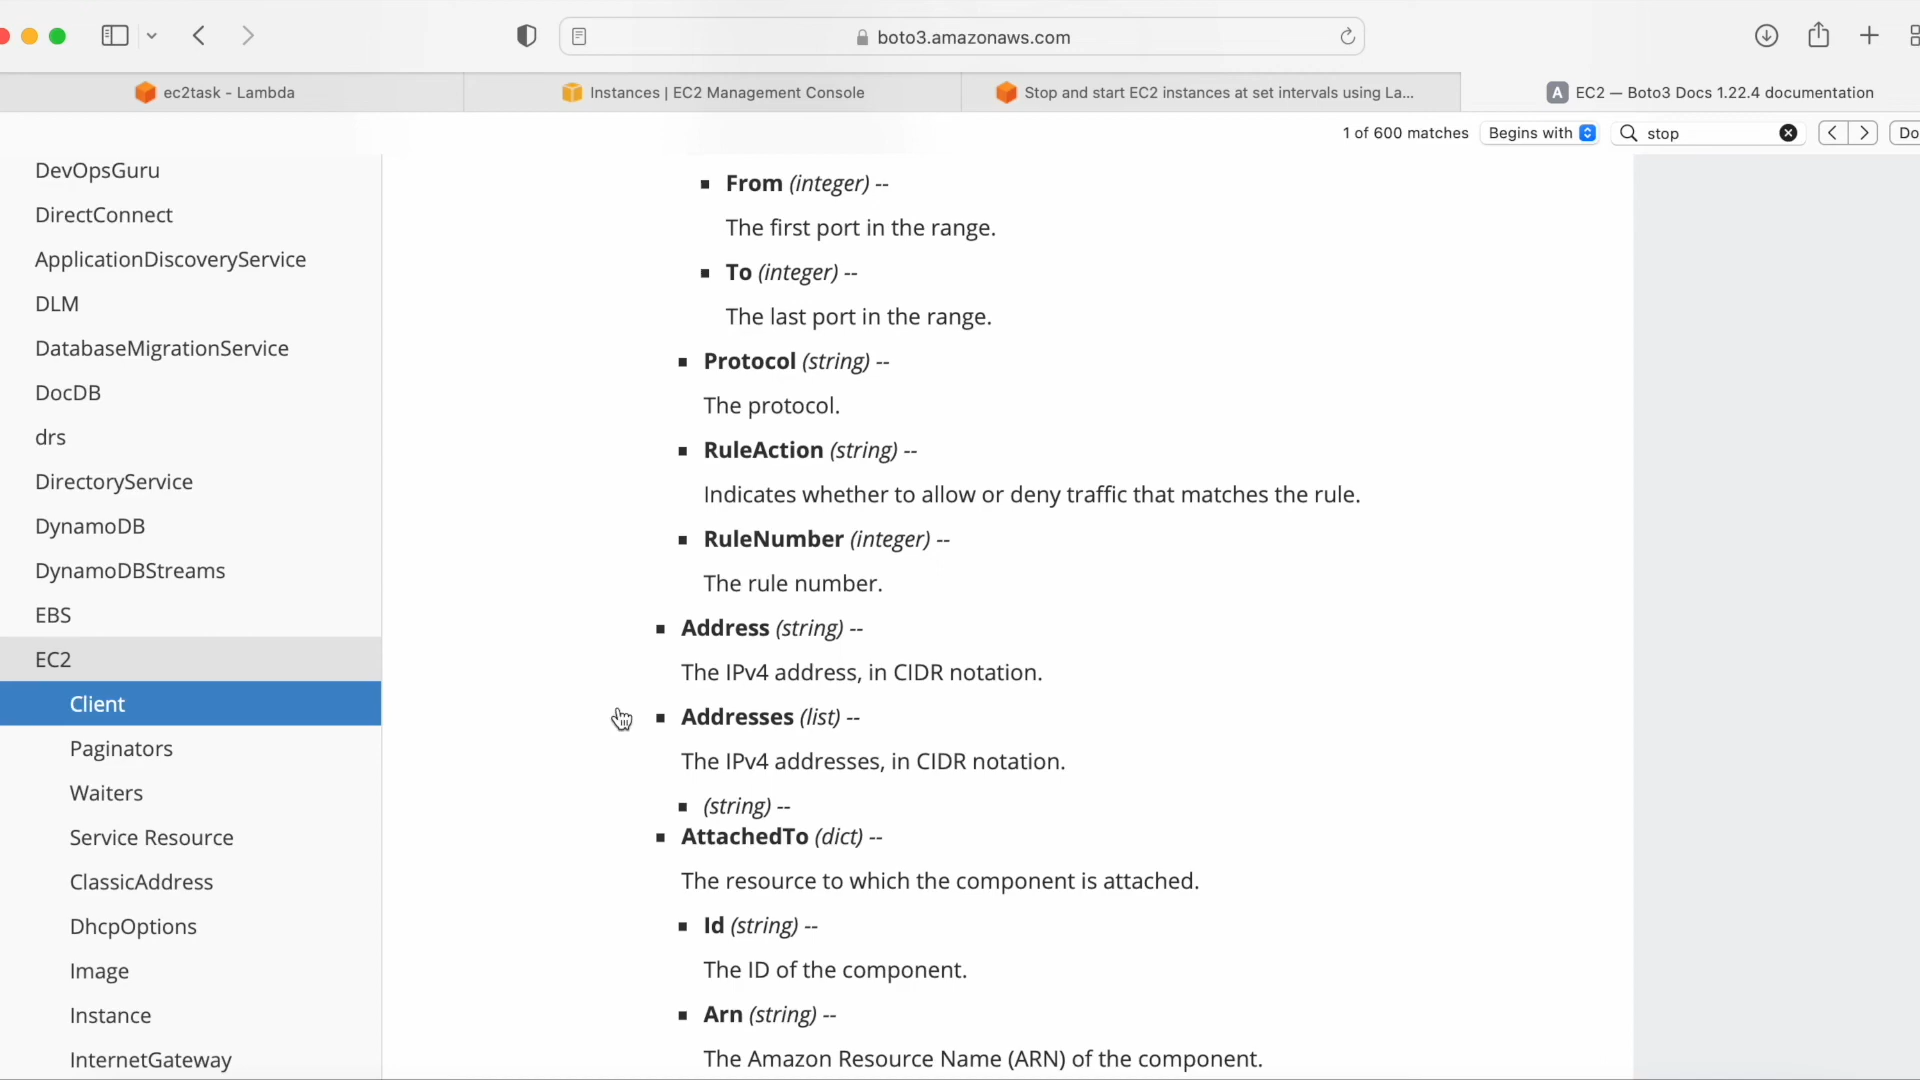 boto3.amazonaws.com
ec2task - Lambda
Instances | EC2 Management Console
Stop and start EC2 instances at set intervals using La...
A EC2 — Boto3 Docs 1.22.4 documentation
1 of 600 matches
Begins with
stop
Do
DevOpsGuru
DirectConnect
ApplicationDiscoveryService
DLM
DatabaseMigrationService
DocDB
drs
DirectoryService
DynamoDB
DynamoDBStreams
EBS
EC2
Client
Paginators
Waiters
Service Resource
ClassicAddress
DhcpOptions
Image
Instance
InternetGateway
From (integer) --
The first port in the range.
To (integer) --
The last port in the range.
Protocol (string) --
The protocol.
RuleAction (string) --
Indicates whether to allow or deny traffic that matches the rule.
RuleNumber (integer) --
The rule number.
Address (string) --
The IPv4 address, in CIDR notation.
Addresses (list) --
The IPv4 addresses, in CIDR notation.
(string) --
AttachedTo (dict) --
The resource to which the component is attached.
Id (string) --
The ID of the component.
Arn (string) --
The Amazon Resource Name (ARN) of the component.